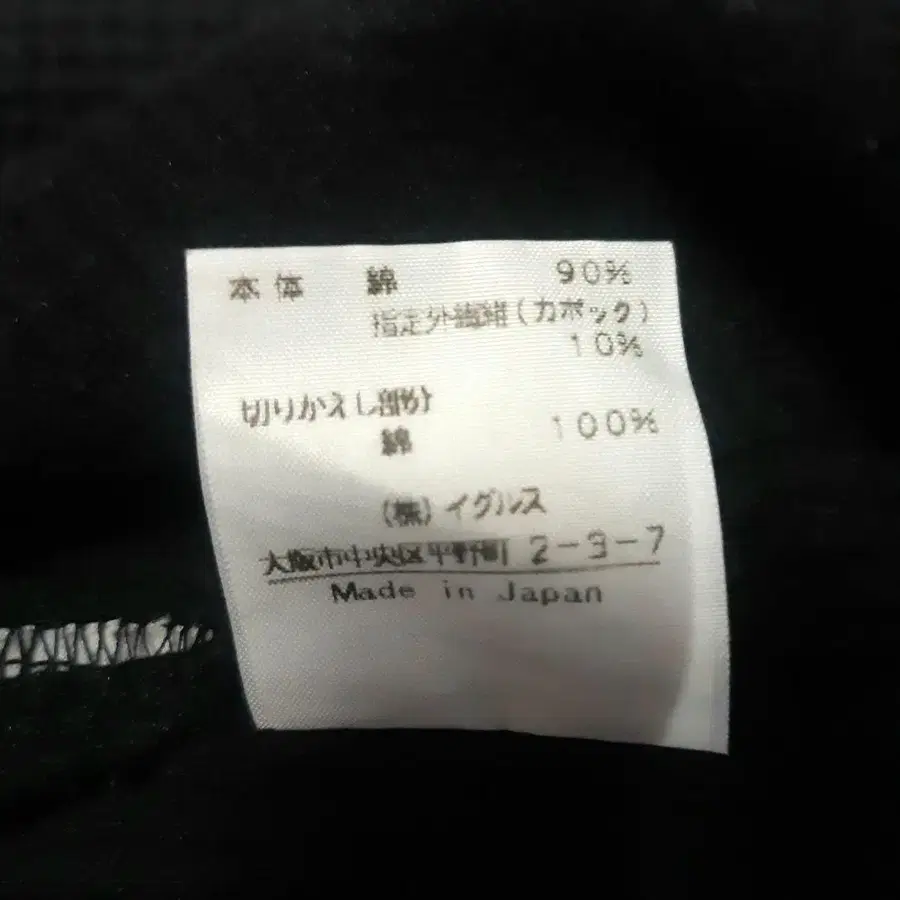 本体 綿 90%
指定外繊維(カポック)
10%
切りかえし部分
綿 100%
(株)イグルス
大阪市中央区平野町 2-3-7
Made in Japan